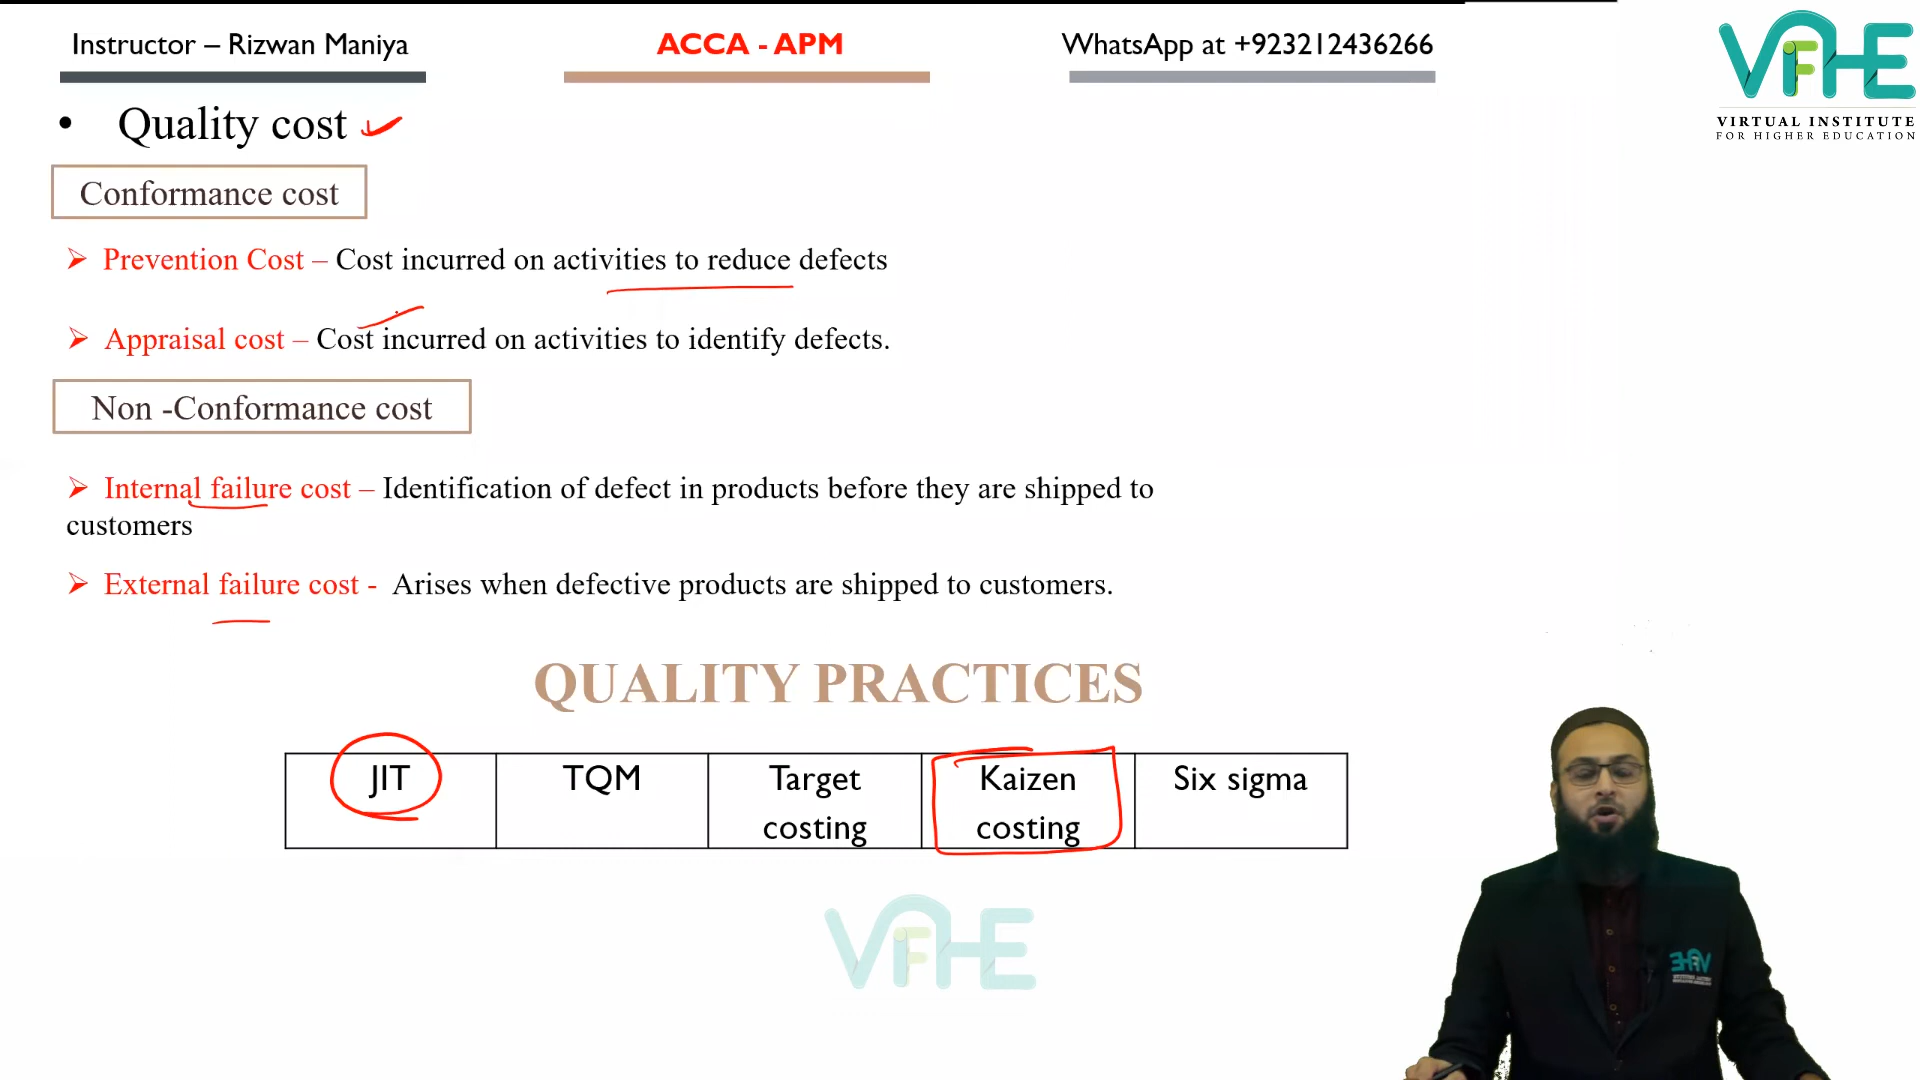 Instructor – Rizwan Maniya
ACCA - APM
WhatsApp at +923212436266
VIFHE
VIRTUAL INSTITUTE
FOR HIGHER EDUCATION
• Quality cost
Conformance cost
➢ Prevention Cost – Cost incurred on activities to reduce defects
➢ Appraisal cost – Cost incurred on activities to identify defects.
Non -Conformance cost
➢ Internal failure cost – Identification of defect in products before they are shipped to
customers
➢ External failure cost - Arises when defective products are shipped to customers.
QUALITY PRACTICES
JIT
TQM
Target
costing
Kaizen
costing
Six sigma
VIFHE